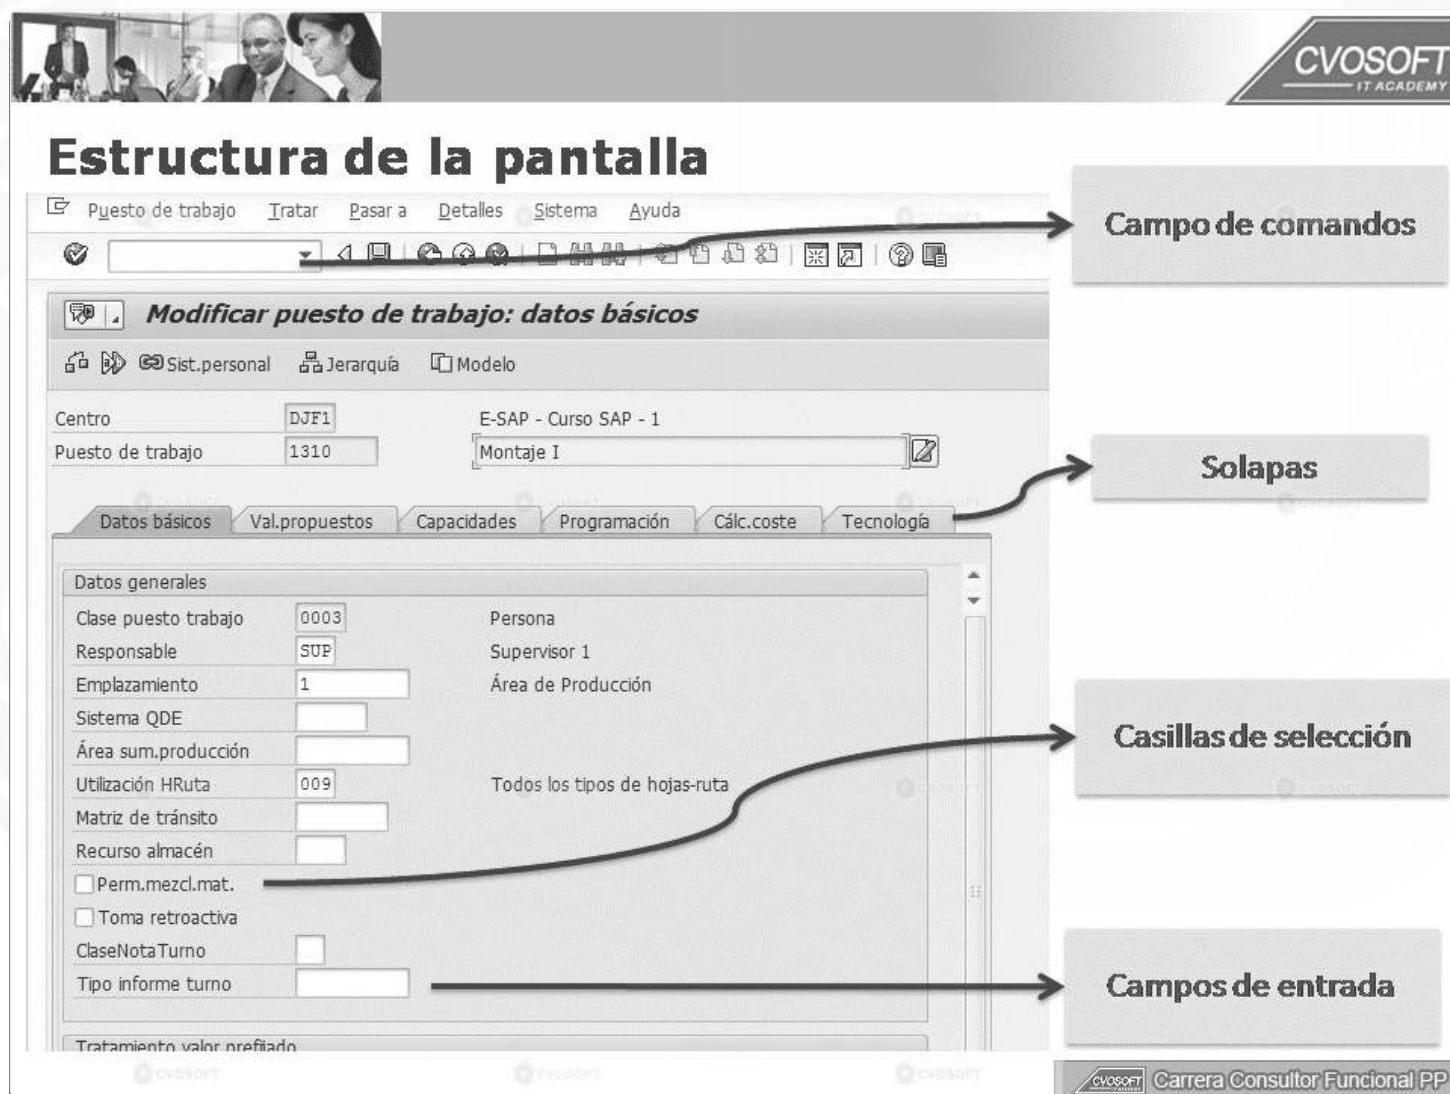 CVOSOFT
IT ACADEMY
Estructura de la pantalla
Puesto de trabajo Tratar Pasar a Detalles Sistema Ayuda
Campo de comandos
Modificar puesto de trabajo: datos básicos
Sist.personal Jerarquía Modelo
Centro DJF1 E-SAP - Curso SAP - 1
Puesto de trabajo 1310 Montaje I
Solapas
Datos básicos Val.propuestos Capacidades Programación Cálc.coste Tecnología
Datos generales
Clase puesto trabajo 0003 Persona
Responsable SUP Supervisor 1
Emplazamiento 1 Área de Producción
Sistema QDE
Casillas de selección
Área sum.producción
Utilización HRuta 009 Todos los tipos de hojas-ruta
Matriz de tránsito
Recurso almacén
Perm.mezcl.mat.
Toma retroactiva
ClaseNotaTurno
Tipo informe turno
Campos de entrada
Tratamiento valor prefijado
CVOSOFT Carrera Consultor Funcional PP